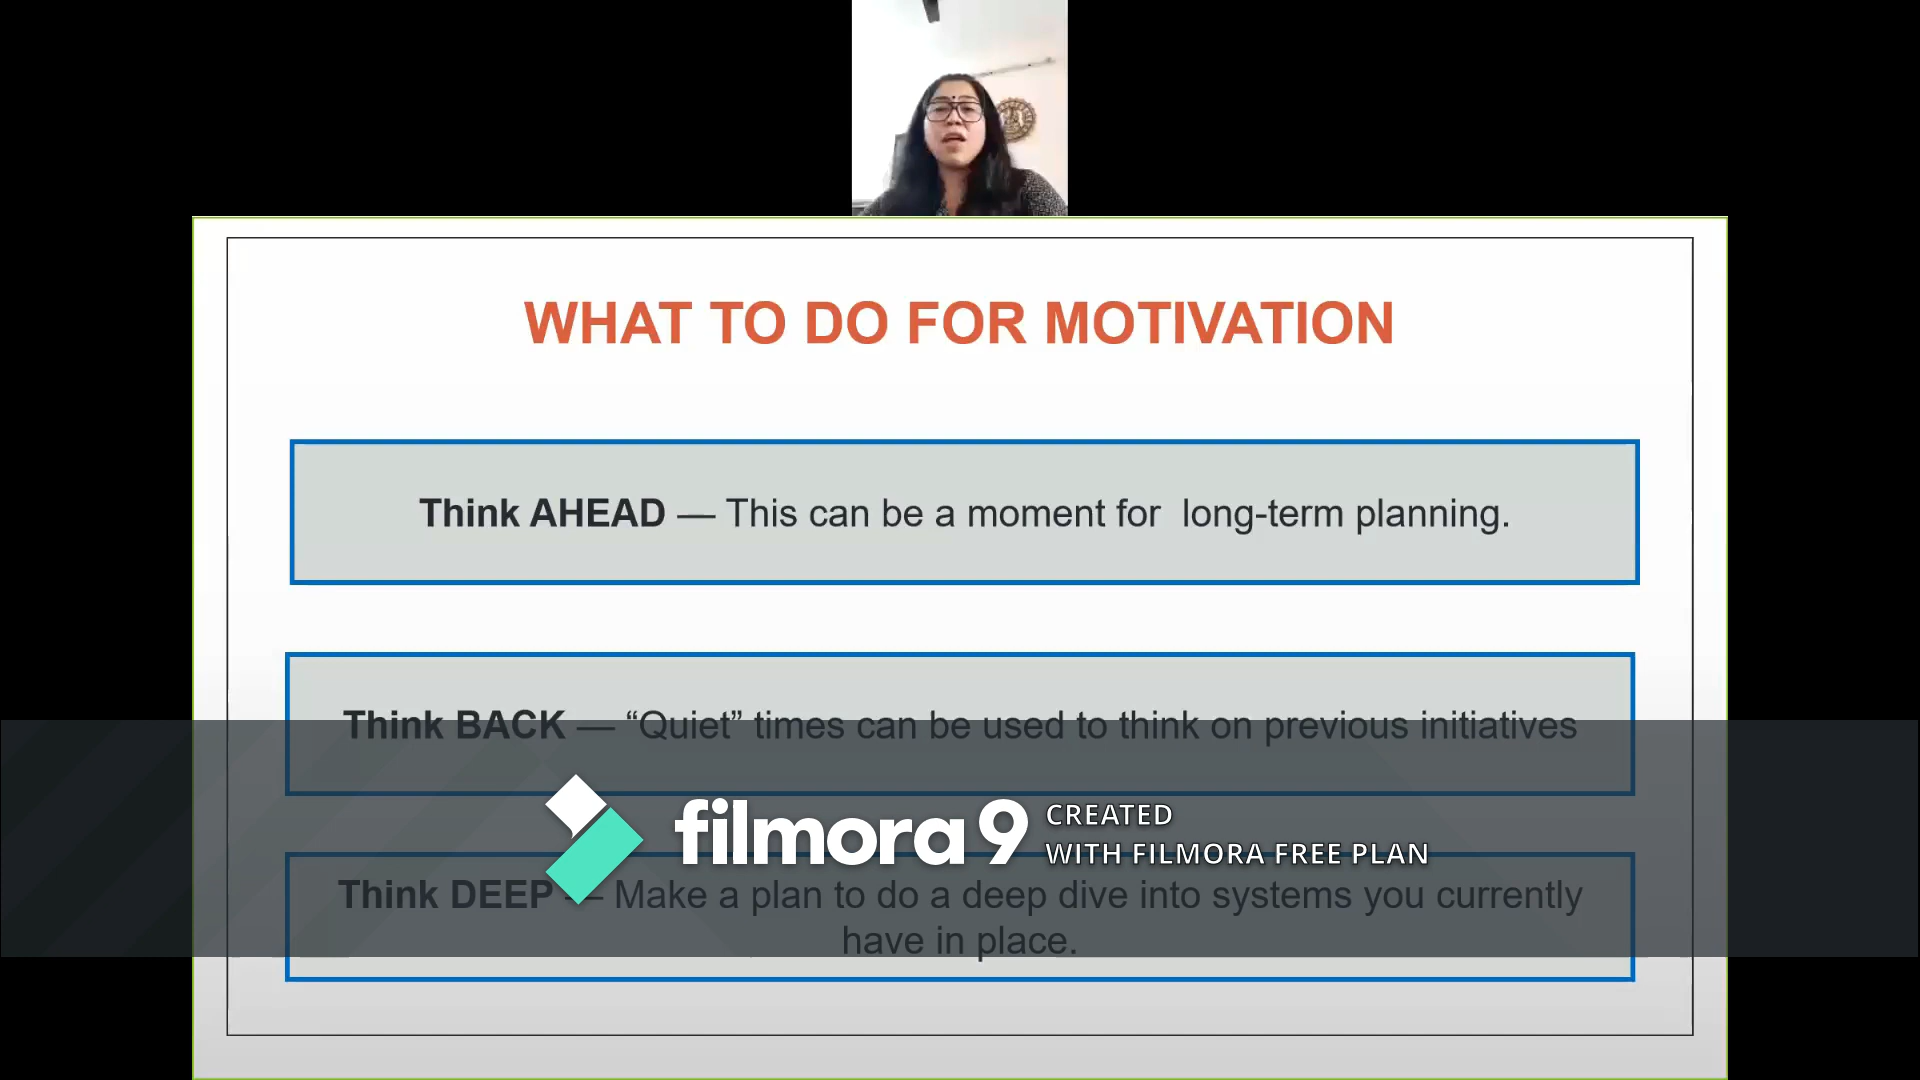 WHAT TO DO FOR MOTIVATION
Think AHEAD — This can be a moment for  long-term planning.
Think BACK — “Quiet” times can be used to think on previous initiatives
filmora9
CREATED
WITH FILMORA FREE PLAN
Think DEEP — Make a plan to do a deep dive into systems you currently
have in place.